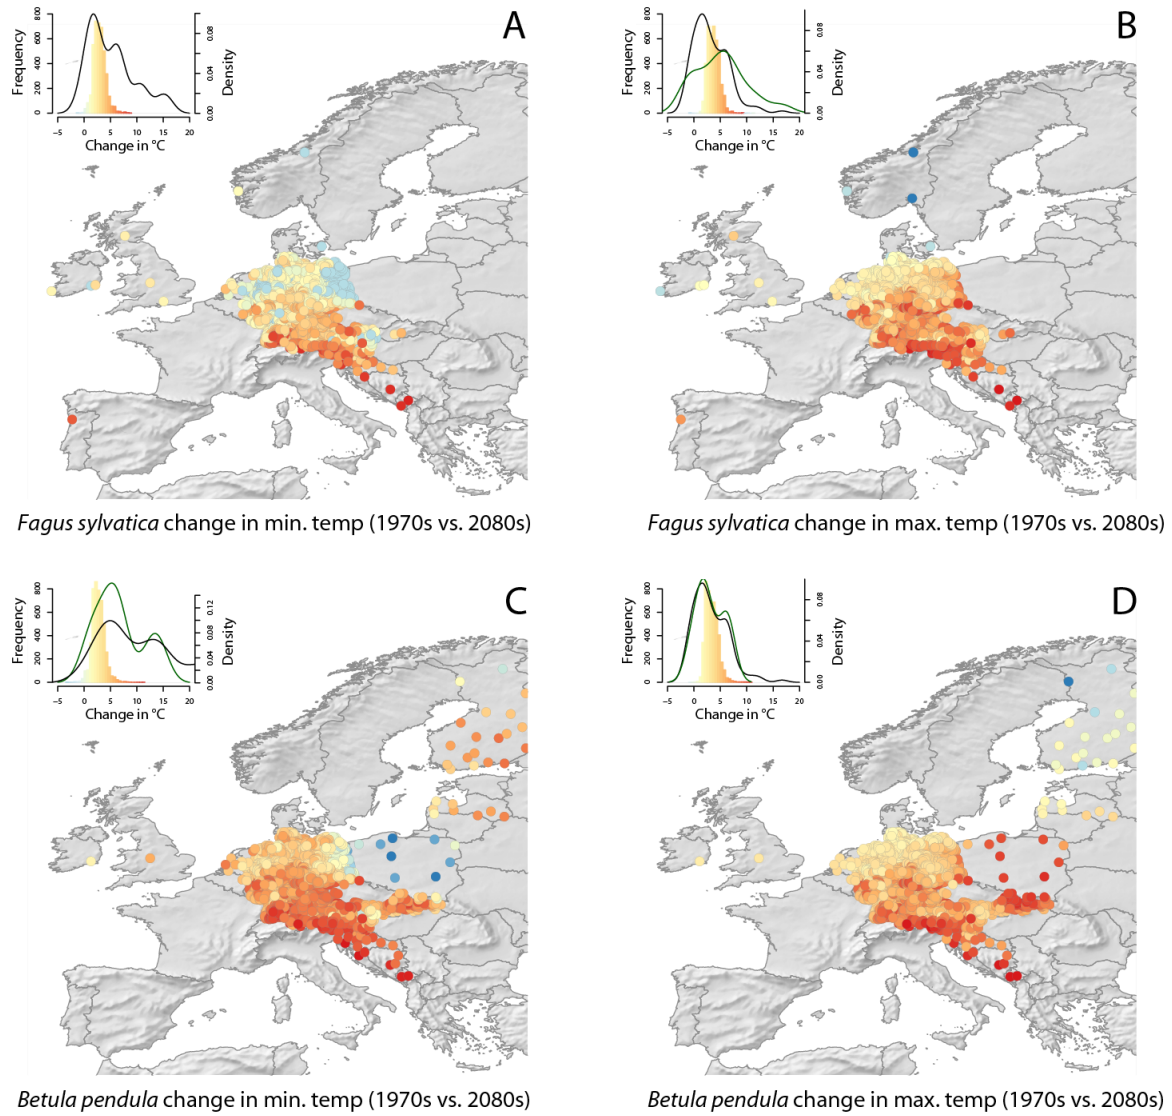 A
Frequency
800
600
400
200
0
0.08
0.04
0.00
Density
-5 0 5 10 15 20
Change in °C
Fagus sylvatica change in min. temp (1970s vs. 2080s)
B
Frequency
800
600
400
200
0
0.08
0.04
0.00
Density
-5 0 5 10 15 20
Change in °C
Fagus sylvatica change in max. temp (1970s vs. 2080s)
C
Frequency
800
600
400
200
0
0.12
0.08
0.04
0.00
Density
-5 0 5 10 15 20
Change in °C
Betula pendula change in min. temp (1970s vs. 2080s)
D
Frequency
800
600
400
200
0
0.08
0.04
0.00
Density
-5 0 5 10 15 20
Change in °C
Betula pendula change in max. temp (1970s vs. 2080s)